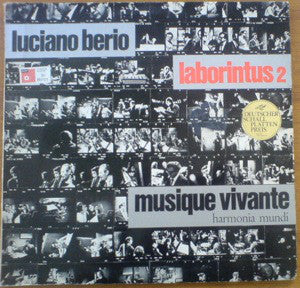 luciano berio
laborintus 2
DEUTSCHER
SCHALL
PLATTEN
PREIS
musique vivante
harmonia mundi